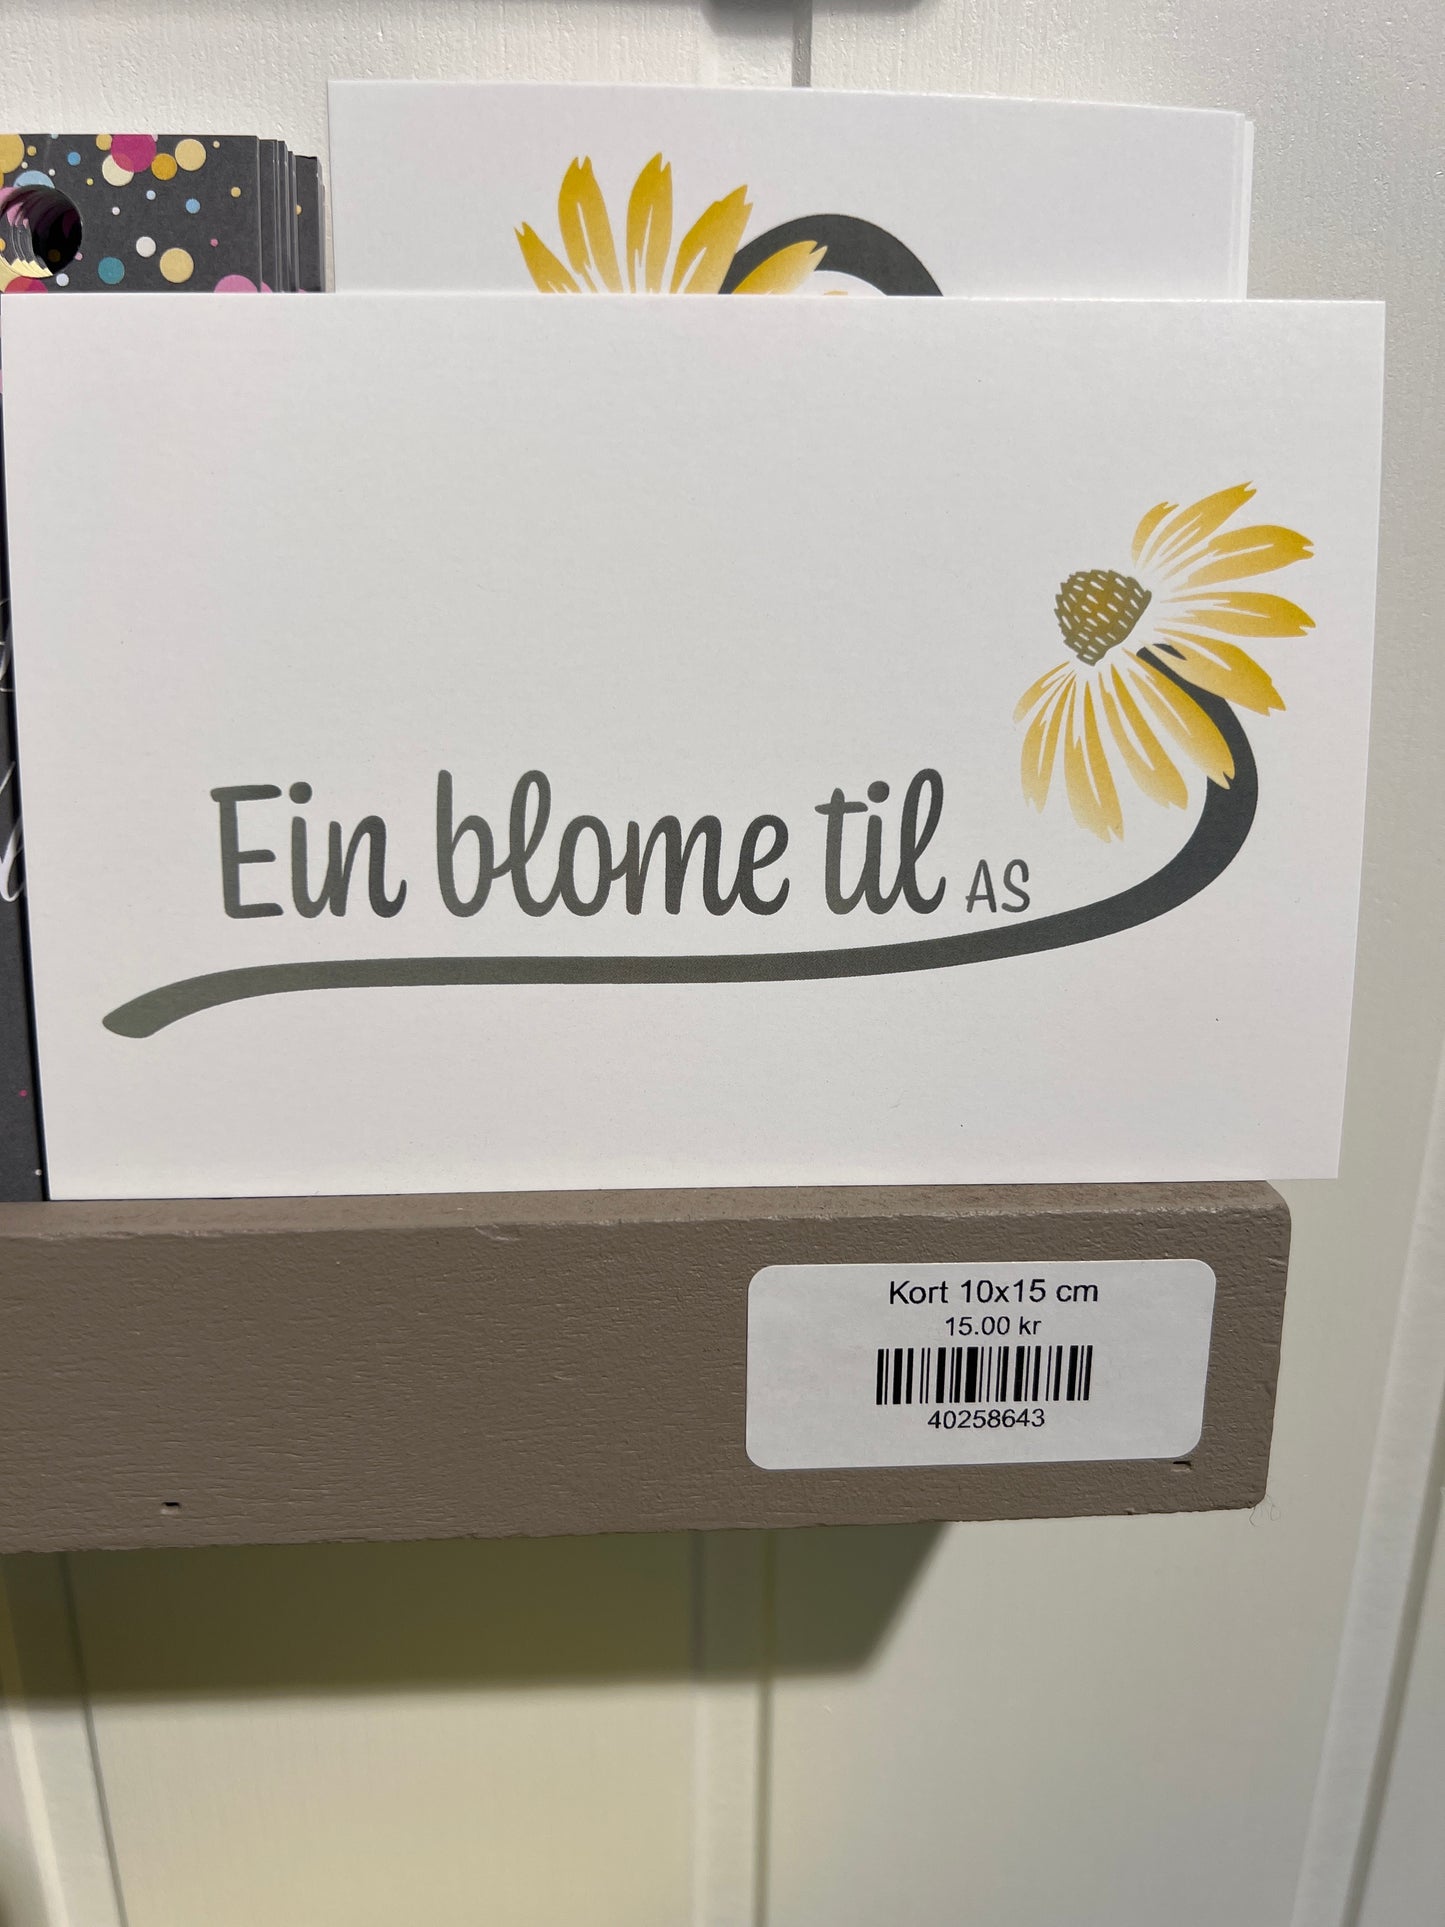 Ein blome til AS
Kort 10x15 cm
15.00 kr
40258643